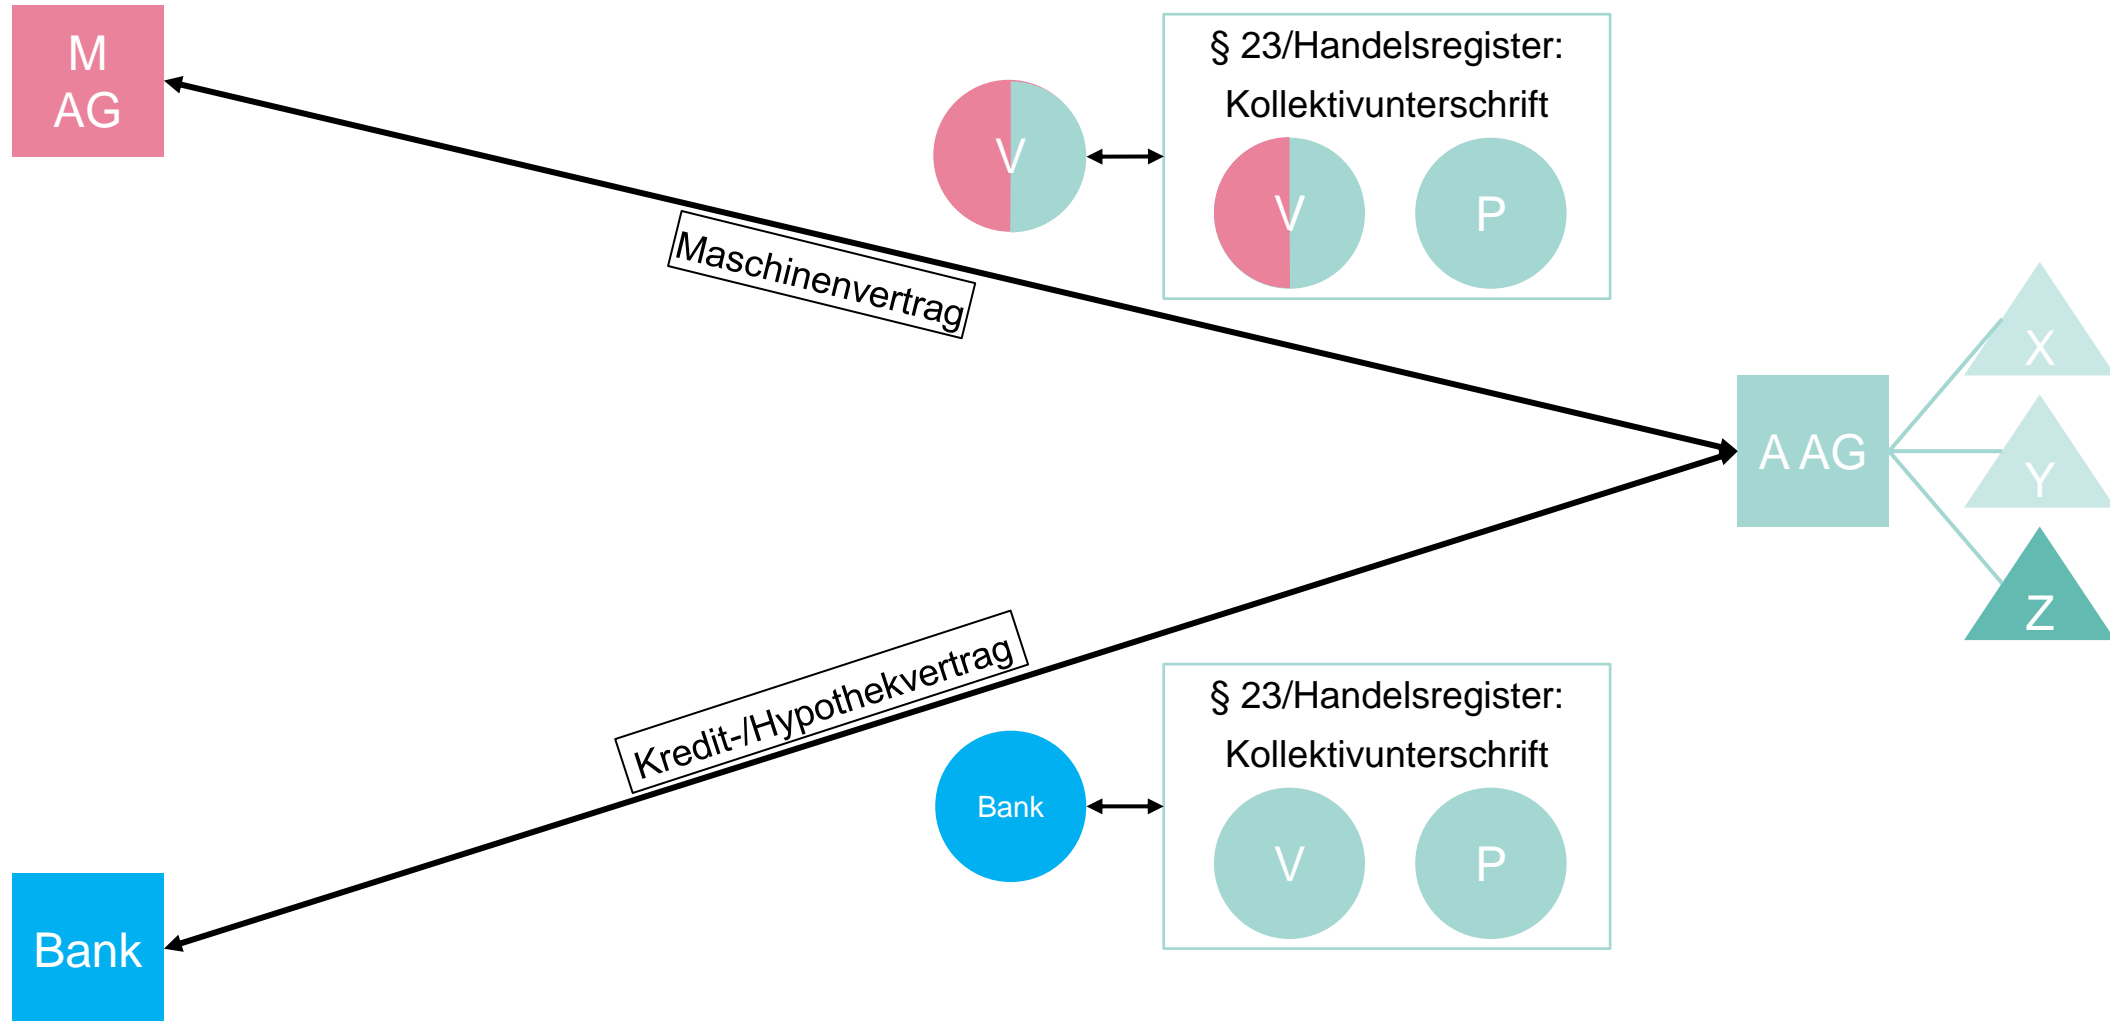 M
AG
§ 23/Handelsregister:
Kollektivunterschrift
V
V
P
Maschinenvertrag
X
A AG
Y
Z
Kredit-/Hypothekvertrag
§ 23/Handelsregister:
Kollektivunterschrift
Bank
V
P
Bank